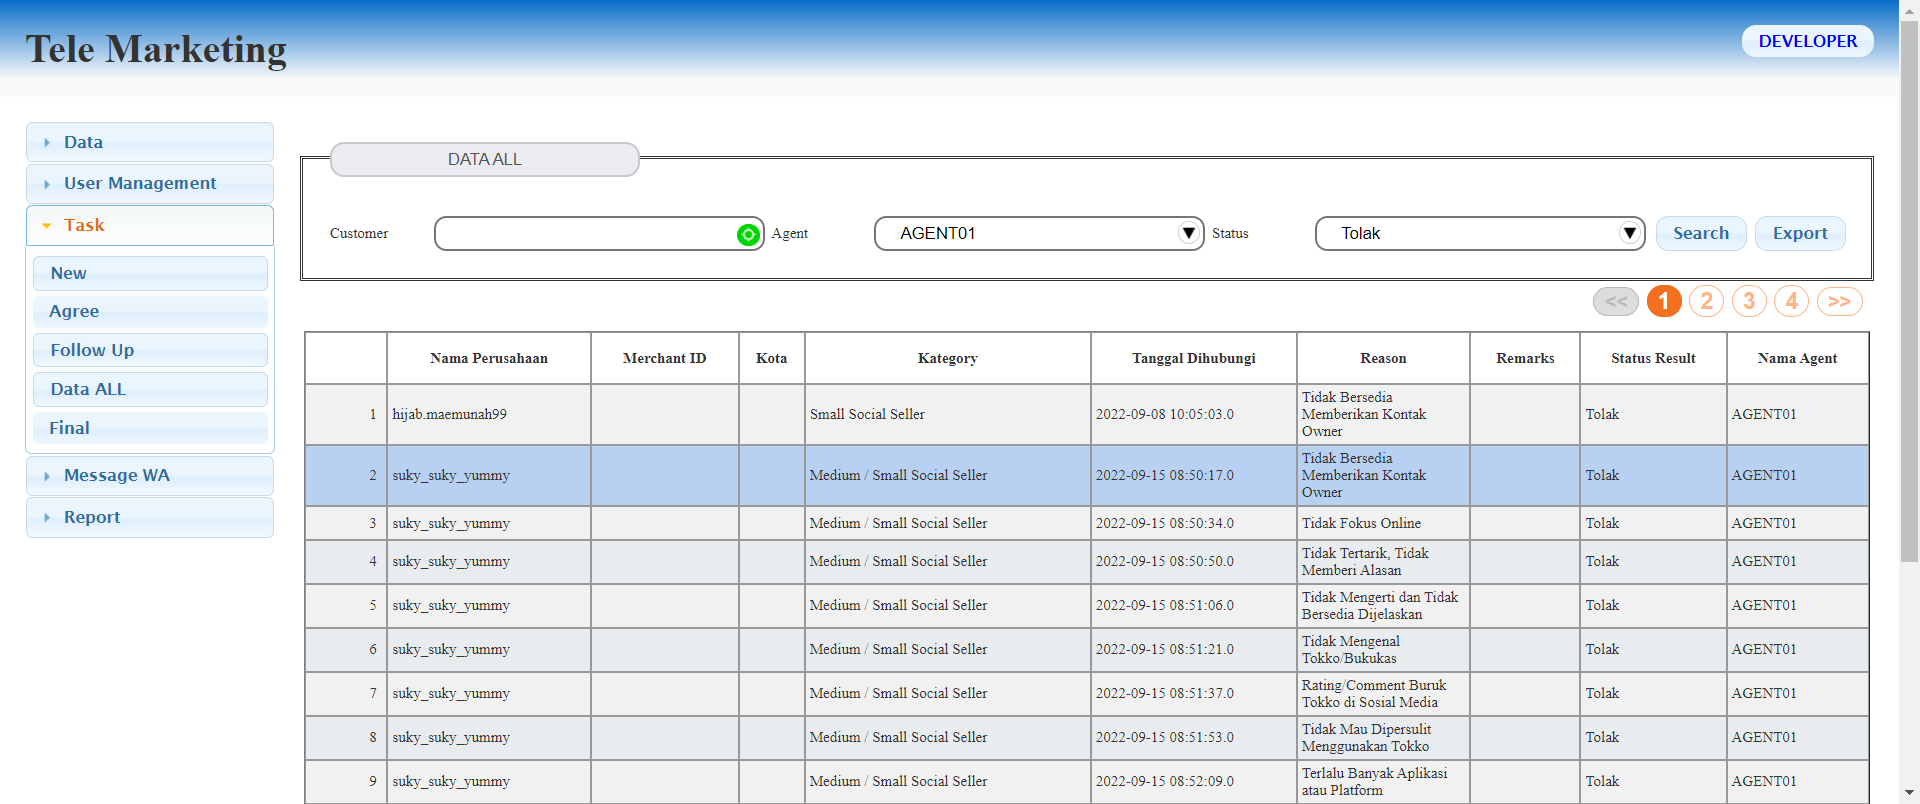 Tele Marketing
DEVELOPER
Data
User Management
Task
New
Agree
Follow Up
Data ALL
Final
Message WA
Report
DATA ALL
Customer Agent AGENT01 Status Tolak Search Export
<< 1 2 3 4 >>
Nama Perusahaan Merchant ID Kota Kategory Tanggal Dihubungi Reason Remarks Status Result Nama Agent
1 hijab.maemunah99 Small Social Seller 2022-09-08 10:05:03.0 Tidak Bersedia Memberikan Kontak Owner Tolak AGENT01
2 suky_suky_yummy Medium / Small Social Seller 2022-09-15 08:50:17.0 Tidak Bersedia Memberikan Kontak Owner Tolak AGENT01
3 suky_suky_yummy Medium / Small Social Seller 2022-09-15 08:50:34.0 Tidak Fokus Online Tolak AGENT01
4 suky_suky_yummy Medium / Small Social Seller 2022-09-15 08:50:50.0 Tidak Tertarik, Tidak Memberi Alasan Tolak AGENT01
5 suky_suky_yummy Medium / Small Social Seller 2022-09-15 08:51:06.0 Tidak Mengerti dan Tidak Bersedia Dijelaskan Tolak AGENT01
6 suky_suky_yummy Medium / Small Social Seller 2022-09-15 08:51:21.0 Tidak Mengenal Tokko/Bukukas Tolak AGENT01
7 suky_suky_yummy Medium / Small Social Seller 2022-09-15 08:51:37.0 Rating/Comment Buruk Tokko di Sosial Media Tolak AGENT01
8 suky_suky_yummy Medium / Small Social Seller 2022-09-15 08:51:53.0 Tidak Mau Dipersulit Menggunakan Tokko Tolak AGENT01
9 suky_suky_yummy Medium / Small Social Seller 2022-09-15 08:52:09.0 Terlalu Banyak Aplikasi atau Platform Tolak AGENT01